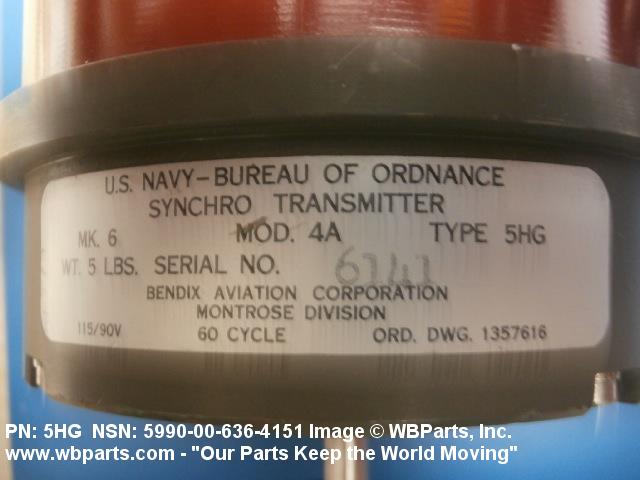 U.S. NAVY-BUREAU OF ORDNANCE
SYNCHRO TRANSMITTER
MK. 6 MOD. 4A TYPE 5HG
WT. 5 LBS. SERIAL NO.
BENDIX AVIATION CORPORATION
MONTROSE DIVISION
115/90V 60 CYCLE ORD. DWG. 1357616
PN: 5HG NSN: 5990-00-636-4151 Image © WBParts, Inc.
www.wbparts.com - "Our Parts Keep the World Moving"